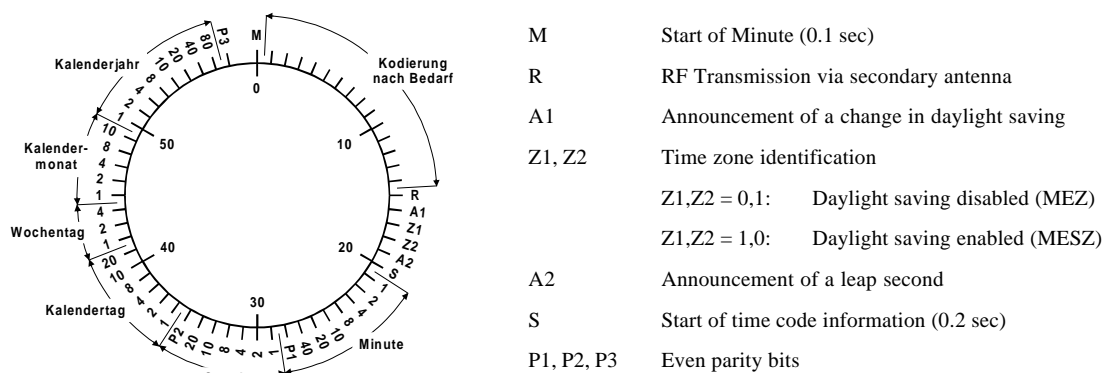 M
0
Kodierung
nach Bedarf
10
R
A1
Z1
Z2
A2
20
S
1
2
4
8
10
20
40
P1
Minute
30
1
2
4
8
10
20
P2
1
2
4
8
10
20
Kalendertag
40
1
2
4
Wochentag
1
2
4
8
10
Kalender-
monat
50
1
2
4
8
10
20
40
80
Kalenderjahr
P3
M Start of Minute (0.1 sec)
R RF Transmission via secondary antenna
A1 Announcement of a change in daylight saving
Z1, Z2 Time zone identification
Z1,Z2 = 0,1: Daylight saving disabled (MEZ)
Z1,Z2 = 1,0: Daylight saving enabled (MESZ)
A2 Announcement of a leap second
S Start of time code information (0.2 sec)
P1, P2, P3 Even parity bits